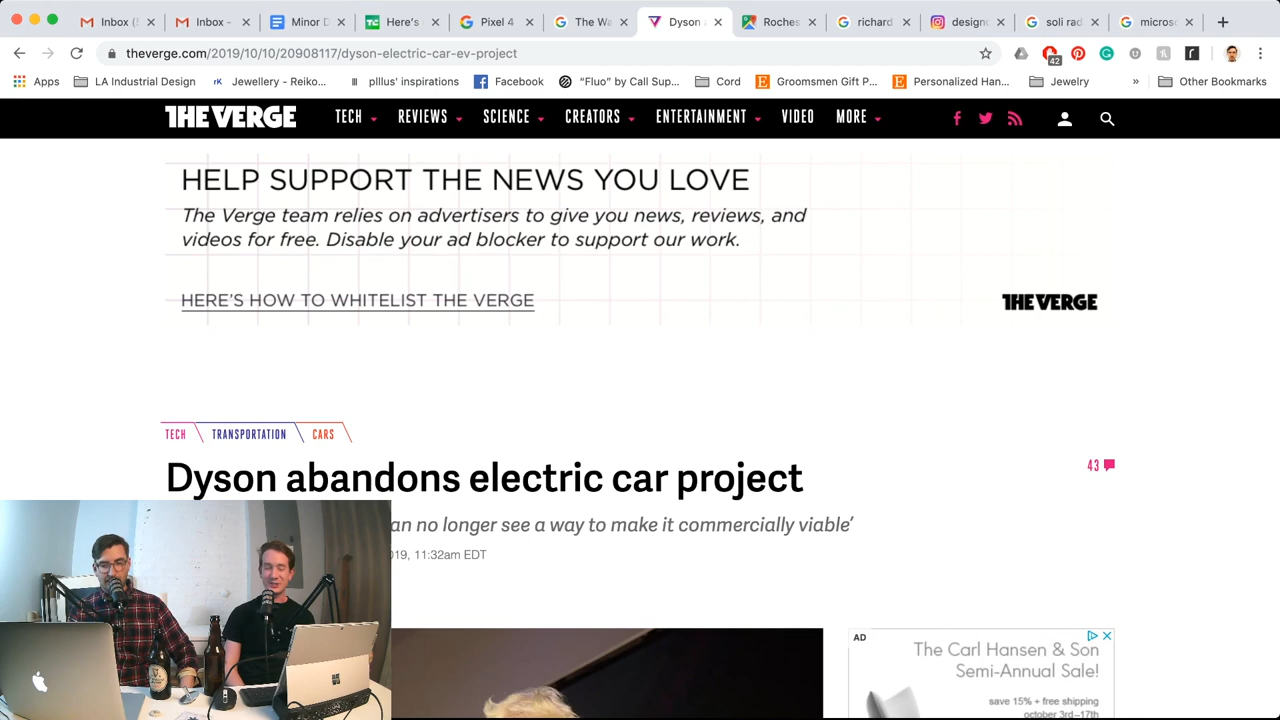 Inbox (
Inbox -
Minor D
Here's
Pixel 4
The Wa
Dyson
Roches
richard
design
soli rad
micros
theverge.com/2019/10/10/20908117/dyson-electric-car-ev-project
42
Apps
LA Industrial Design
rK
Jewellery - Reiko...
plllus' inspirations
Facebook
"Fluo" by Call Sup...
Cord
Groomsmen Gift P...
Personalized Han...
Jewelry
»
Other Bookmarks
THE VERGE
TECH
REVIEWS
SCIENCE
CREATORS
ENTERTAINMENT
VIDEO
MORE
HELP SUPPORT THE NEWS YOU LOVE
The Verge team relies on advertisers to give you news, reviews, and
videos for free. Disable your ad blocker to support our work.
HERE'S HOW TO WHITELIST THE VERGE
THE VERGE
TECH
TRANSPORTATION
CARS
Dyson abandons electric car project
43
an no longer see a way to make it commercially viable'
019, 11:32am EDT
AD
The Carl Hansen & Son
Semi-Annual Sale!
save 15% + free shipping
october 3rd–17th